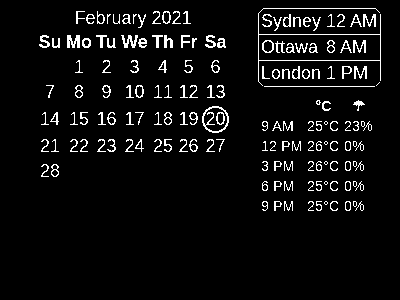 February 2021
Su Mo Tu We Th Fr Sa
1 2 3 4 5 6
7 8 9 10 11 12 13
14 15 16 17 18 19 20
21 22 23 24 25 26 27
28
Sydney 12 AM
Ottawa 8 AM
London 1 PM
°C ☂
9 AM 25°C 23%
12 PM 26°C 0%
3 PM 26°C 0%
6 PM 25°C 0%
9 PM 25°C 0%